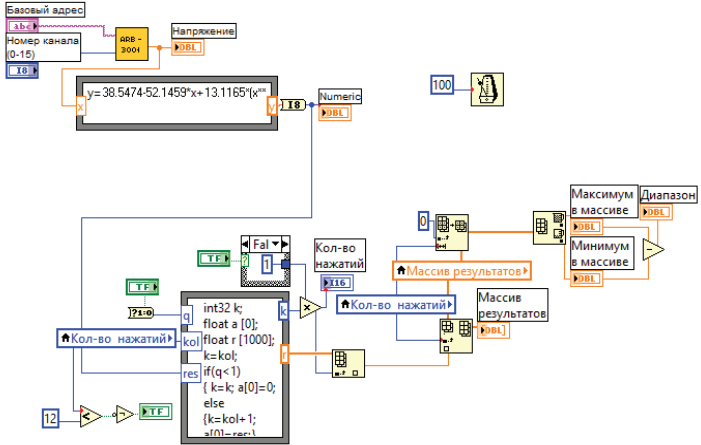 Базовый адрес
abc
Номер канала
(0-15)
I8
ARB -
3001
Напряжение
DBL
x
y= 38.5474-52.1459*x+13.1165*(x**
y
I8
Numeric
DBL
100
Максимум
в массиве
DBL
Диапазон
DBL
Минимум
в массиве
DBL
0
Fal
TF
?
1
Кол-во
нажатий
I16
Массив результатов
Кол-во нажатий
Массив
результатов
DBL
TF
?1:0
q
Кол-во нажатий
kol
res
int32 k;
float a [0];
float r [1000];
k=kol;
if(q<1)
{ k=k; a[0]=0;
else
{k=kol+1;
a[0]=res;}
k
r
×
12
<
TF